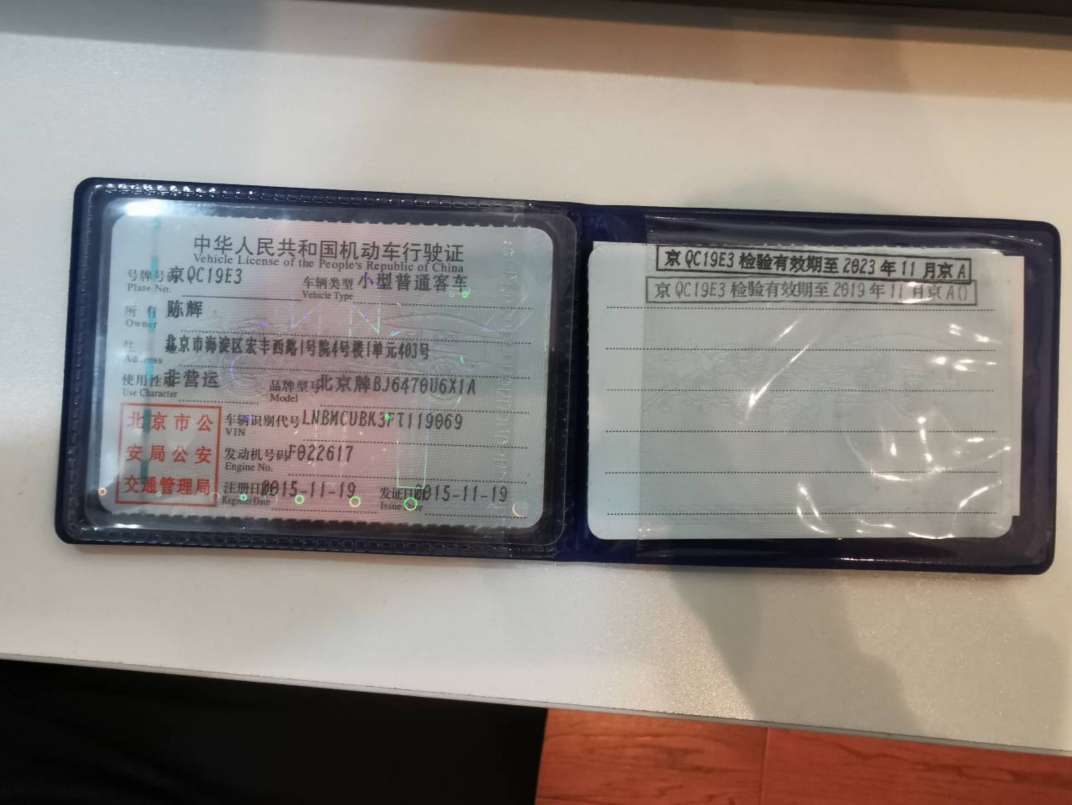 中华人民共和国机动车行驶证
Vehicle License of the People's Republic of China
号牌号 京QC19E3 车辆类型 小型普通客车
Plate No. Vehicle Type
所有 陈辉
Owner
住 北京市海淀区宏丰西路1号院4号楼1单元403号
Address
使用性质 非营运 品牌型号 北京牌BJ6470U6X1A
Use Character Model
北京市公安局公安交通管理局
车辆识别代号 LNBMCUBK3FT119069
VIN
发动机号码 F022617
Engine No.
注册日期 2015-11-19 发证日期 2015-11-19
Register Date Issue Date
京QC19E3 检验有效期至 2023 年 11 月京A
京QC19E3 检验有效期至 2019 年 11 月京A()